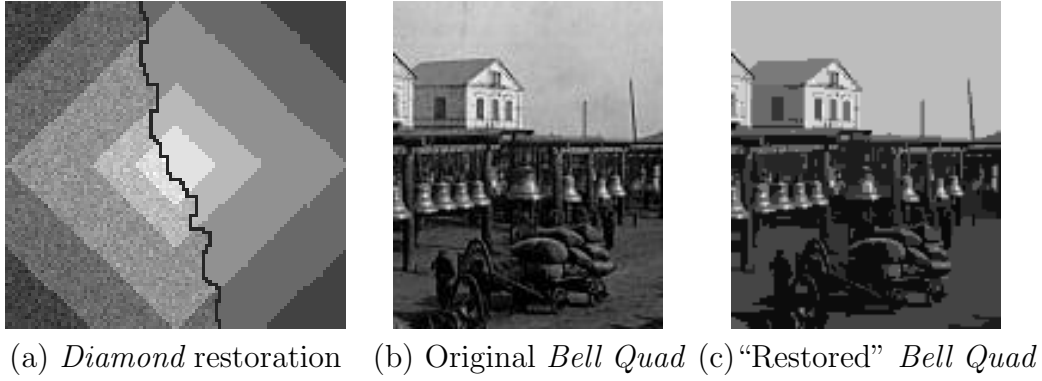 (a) Diamond restoration (b) Original Bell Quad (c) “Restored” Bell Quad